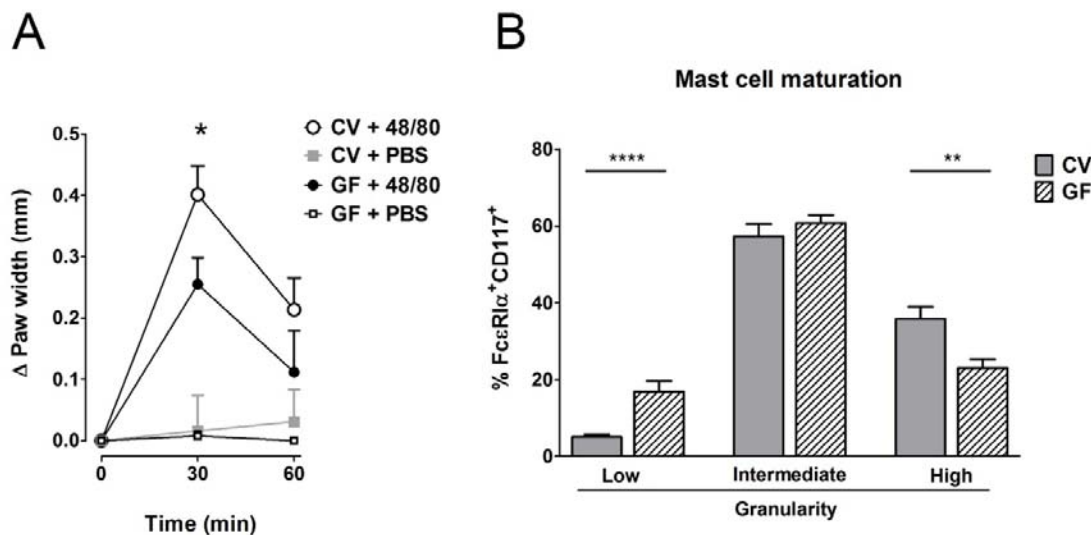 A
0.5
0.4
0.3
0.2
0.1
0.0
Δ Paw width (mm)
*
0
30
60
Time (min)
CV + 48/80
CV + PBS
GF + 48/80
GF + PBS
B
Mast cell maturation
80
60
40
20
0
% FcεRIα⁺CD117⁺
****
**
CV
GF
Low
Intermediate
High
Granularity